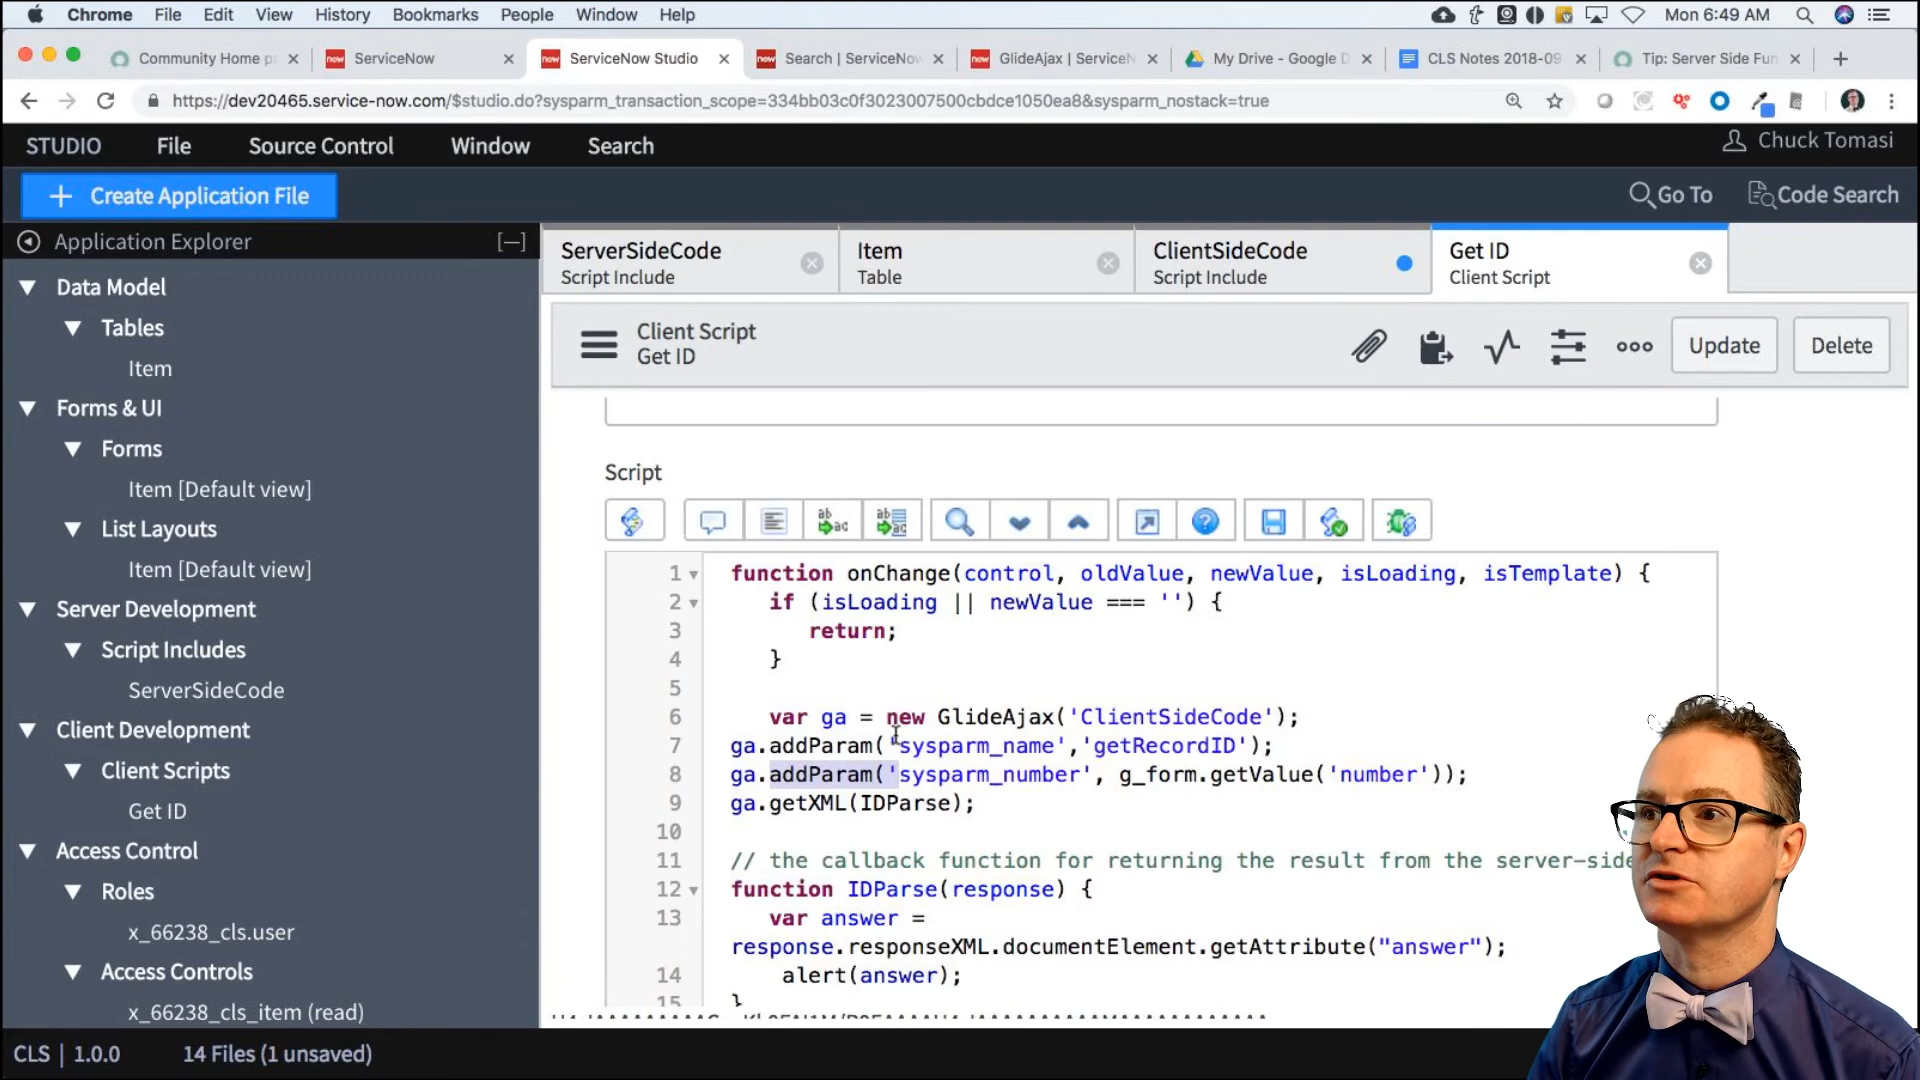 Chrome File Edit View History Bookmarks People Window Help Mon 6:49 AM
Community Home p
now ServiceNow
now ServiceNow Studio
now Search | ServiceNo
now GlideAjax | ServiceN
My Drive - Google D
CLS Notes 2018-09
Tip: Server Side Fun
https://dev20465.service-now.com/$studio.do?sysparm_transaction_scope=334bb03c0f3023007500cbdce1050ea8&sysparm_nostack=true
STUDIO File Source Control Window Search Chuck Tomasi
+ Create Application File Go To Code Search
Application Explorer [—]
Data Model
Tables
Item
Forms & UI
Forms
Item [Default view]
List Layouts
Item [Default view]
Server Development
Script Includes
ServerSideCode
Client Development
Client Scripts
Get ID
Access Control
Roles
x_66238_cls.user
Access Controls
x_66238_cls_item (read)
ServerSideCode
Script Include
Item
Table
ClientSideCode
Script Include
Get ID
Client Script
Client Script
Get ID
Update Delete
Script
1 function onChange(control, oldValue, newValue, isLoading, isTemplate) {
2 if (isLoading || newValue === '') {
3 return;
4 }
5
6 var ga = new GlideAjax('ClientSideCode');
7 ga.addParam('sysparm_name','getRecordID');
8 ga.addParam('sysparm_number', g_form.getValue('number'));
9 ga.getXML(IDParse);
10
11 // the callback function for returning the result from the server-side
12 function IDParse(response) {
13 var answer =
response.responseXML.documentElement.getAttribute("answer");
14 alert(answer);
15 }
CLS | 1.0.0 14 Files (1 unsaved)